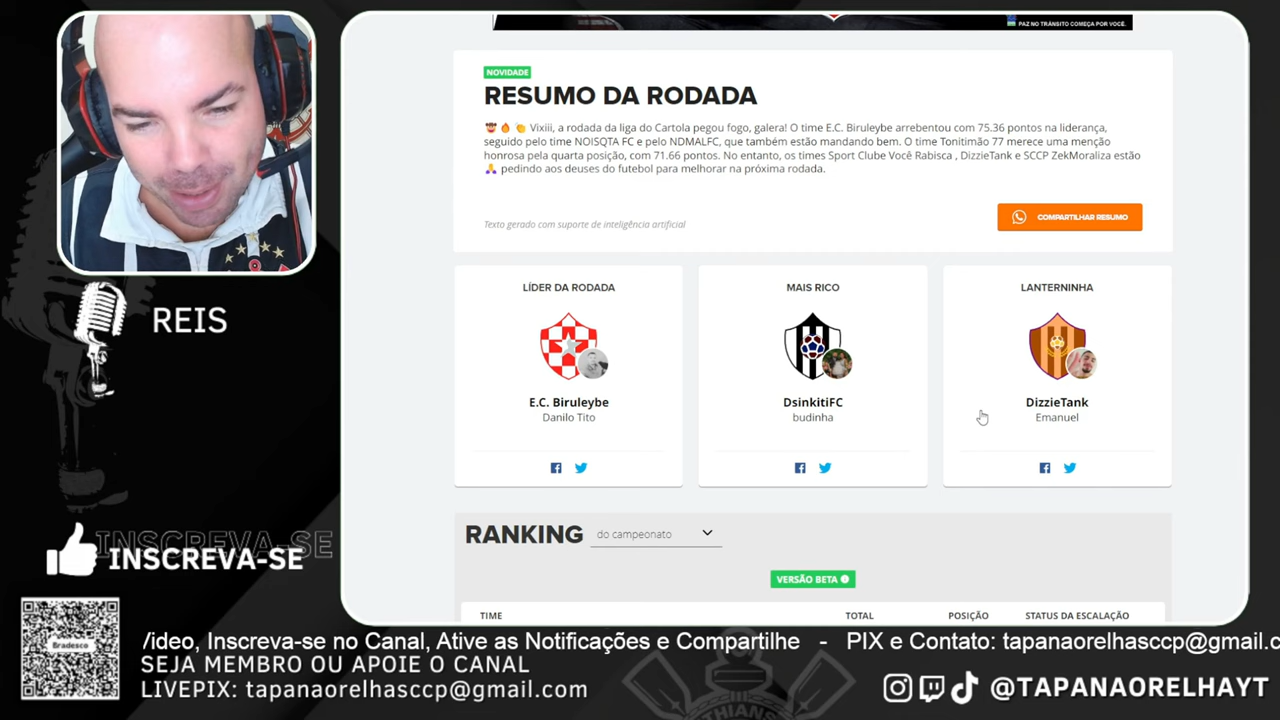 PAZ NO TRÂNSITO COMEÇA POR VOCÊ.
NOVIDADE
RESUMO DA RODADA
🤠 🔥 👏 Vixiii, a rodada da liga do Cartola pegou fogo, galera! O time E.C. Biruleybe arrebentou com 75.36 pontos na liderança,
seguido pelo time NOISQTA FC e pelo NDMALFC, que também estão mandando bem. O time Tonitimão 77 merece uma menção
honrosa pela quarta posição, com 71.66 pontos. No entanto, os times Sport Clube Você Rabisca , DizzieTank e SCCP ZekMoraliza estão
🙏 pedindo aos deuses do futebol para melhorar na próxima rodada.
Texto gerado com suporte de inteligência artificial
COMPARTILHAR RESUMO
LÍDER DA RODADA
E.C. Biruleybe
Danilo Tito
MAIS RICO
DsinkitiFC
budinha
LANTERNINHA
DizzieTank
Emanuel
RANKING
do campeonato
VERSÃO BETA
TIME TOTAL POSIÇÃO STATUS DA ESCALAÇÃO
REIS
INSCREVA-SE
INSCREVA-SE
Bradesco
/ideo, Inscreva-se no Canal, Ative as Notificações e Compartilhe - PIX e Contato: tapanaorelhasccp@gmail.c
SEJA MEMBRO OU APOIE O CANAL
LIVEPIX: tapanaorelhasccp@gmail.com
@TAPANAORELHAYT